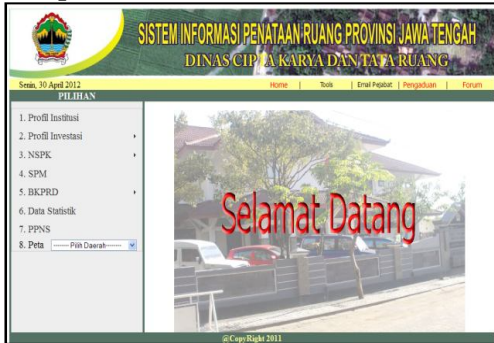 SISTEM INFORMASI PENATAAN RUANG PROVINSI JAWA TENGAH
DINAS CIPTA KARYA DAN TATA RUANG
Senin, 30 April 2012
Home | Tools | Email Pejabat | Pengaduan | Forum
PILIHAN
1. Profil Institusi
2. Profil Investasi
3. NSPK
4. SPM
5. BKPRD
6. Data Statistik
7. PPNS
8. Peta -------- Pilih Daerah--------
Selamat Datang
@CopyRight 2011